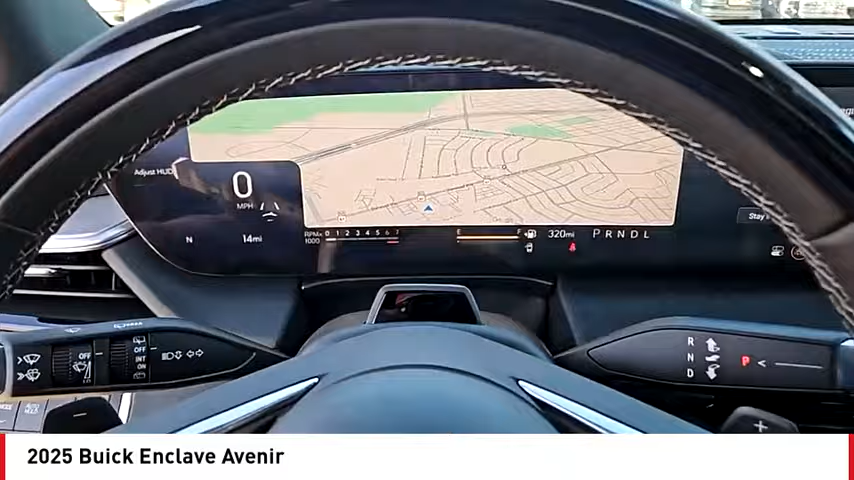 Adjust HUD
0
MPH
N
14mi
RPMx
1000
0 1 2 3 4 5 6 7
E F
320mi
P R N D L
Stay
OFF
OFF
INT
ON
R
N
D
P
+
2025 Buick Enclave Avenir